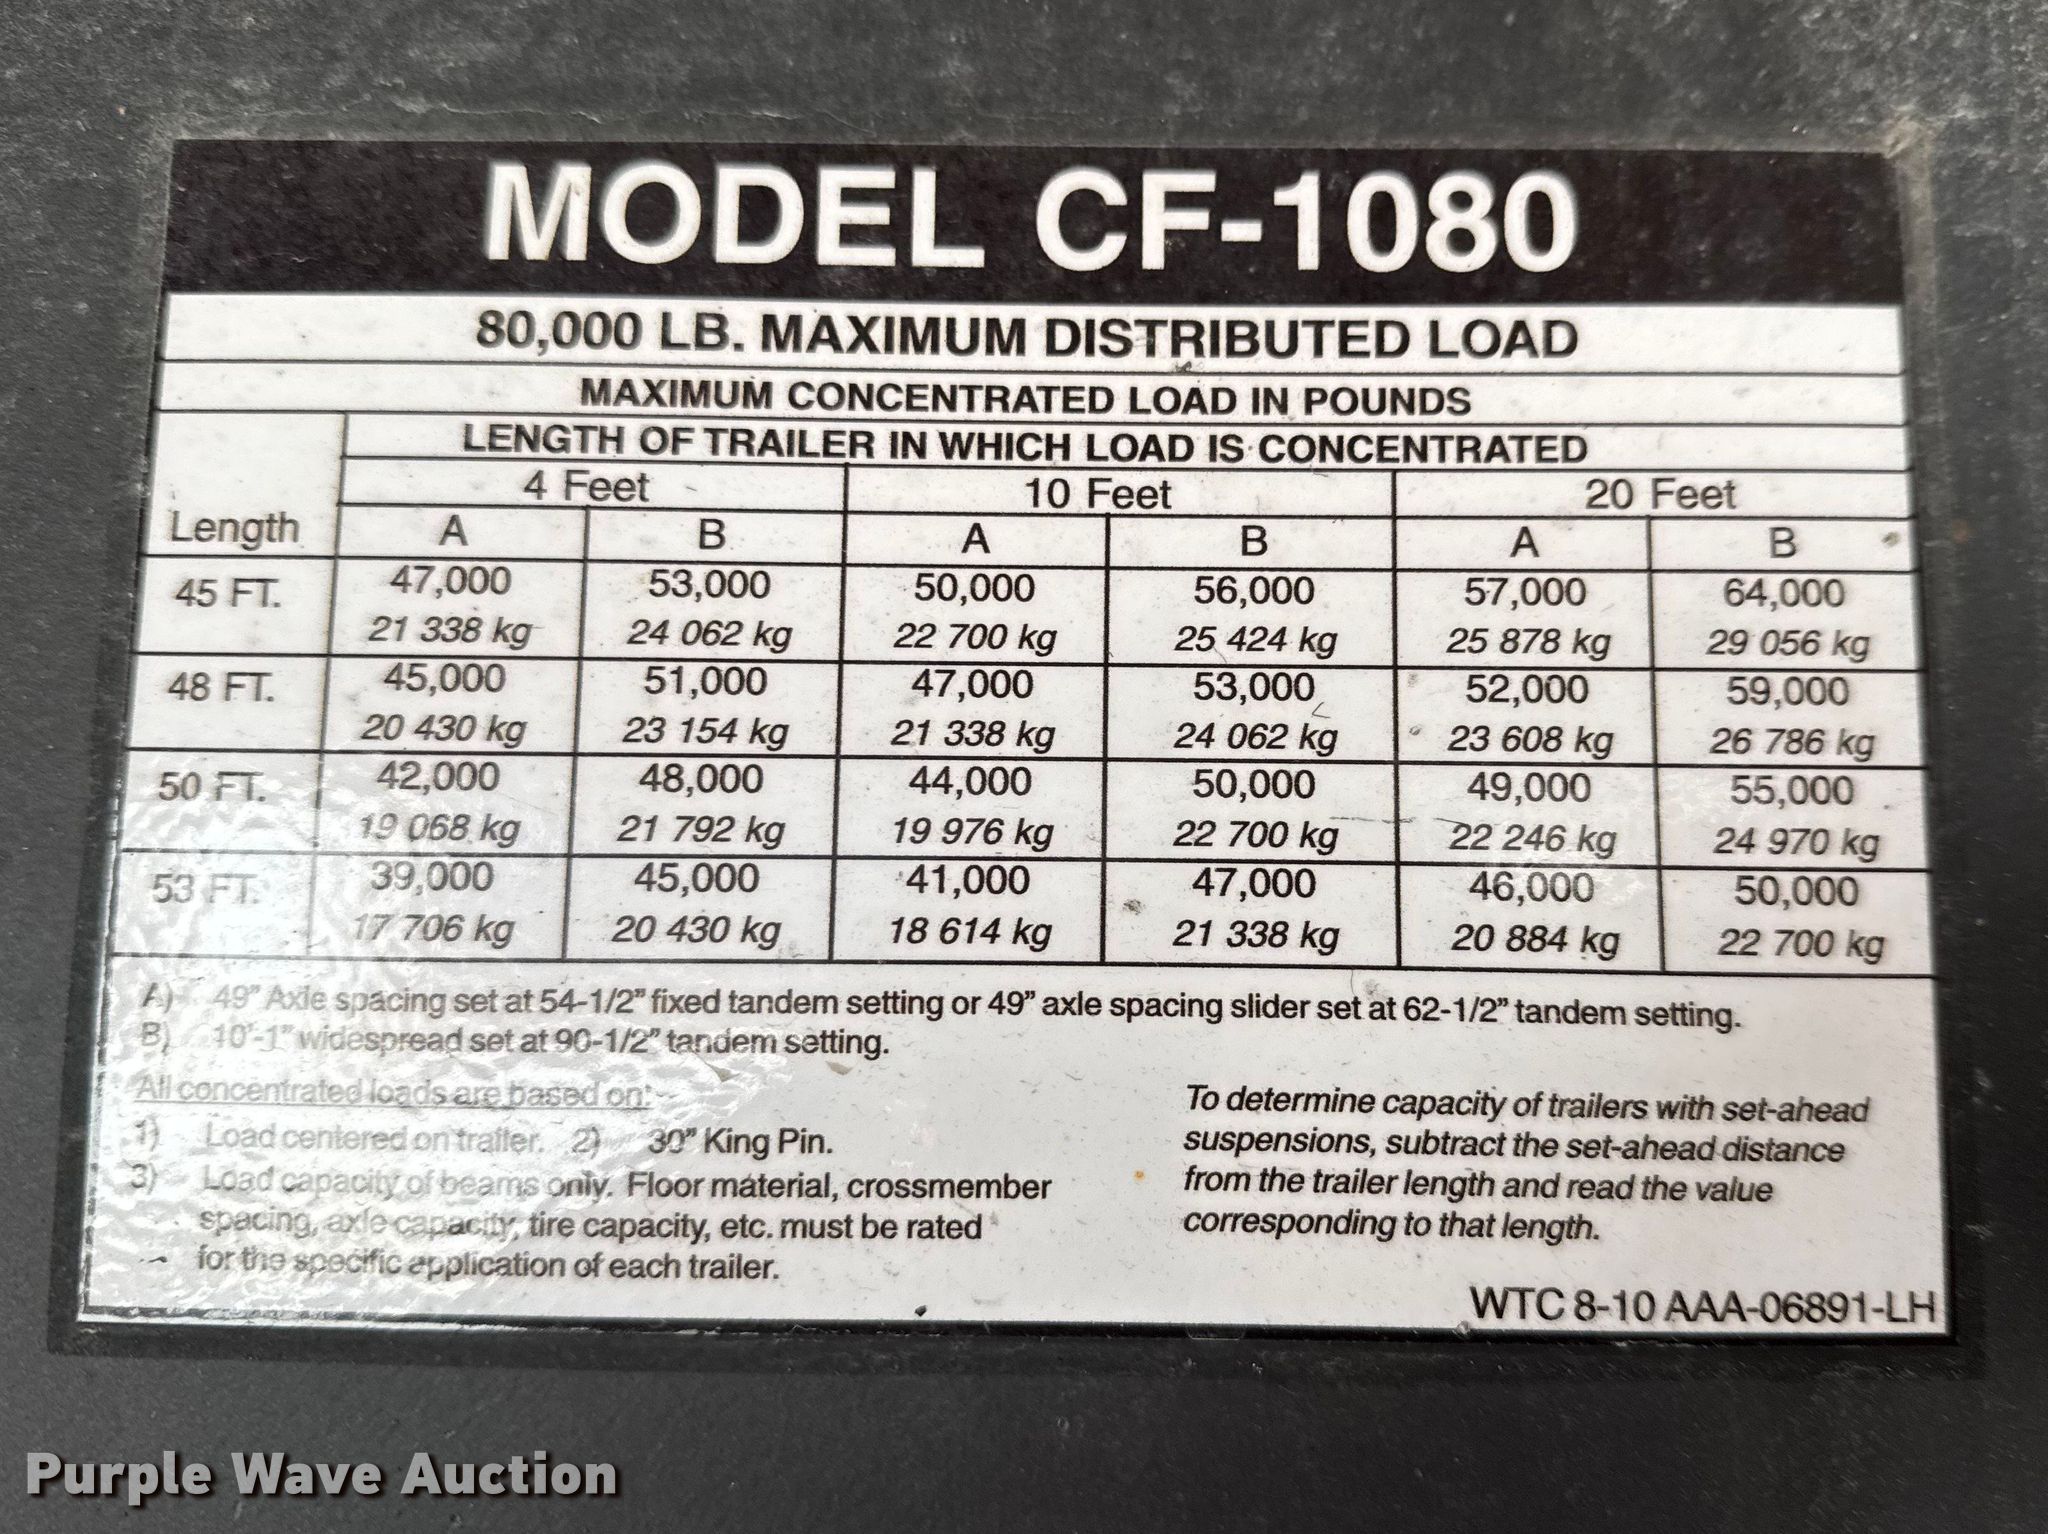 MODEL CF-1080
80,000 LB. MAXIMUM DISTRIBUTED LOAD
MAXIMUM CONCENTRATED LOAD IN POUNDS
LENGTH OF TRAILER IN WHICH LOAD IS CONCENTRATED
4 Feet 10 Feet 20 Feet
Length A B A B A B
45 FT. 47,000 53,000 50,000 56,000 57,000 64,000
21 338 kg 24 062 kg 22 700 kg 25 424 kg 25 878 kg 29 056 kg
48 FT. 45,000 51,000 47,000 53,000 52,000 59,000
20 430 kg 23 154 kg 21 338 kg 24 062 kg 23 608 kg 26 786 kg
50 FT. 42,000 48,000 44,000 50,000 49,000 55,000
19 068 kg 21 792 kg 19 976 kg 22 700 kg 22 246 kg 24 970 kg
53 FT. 39,000 45,000 41,000 47,000 46,000 50,000
17 706 kg 20 430 kg 18 614 kg 21 338 kg 20 884 kg 22 700 kg
A) 49" Axle spacing set at 54-1/2" fixed tandem setting or 49" axle spacing slider set at 62-1/2" tandem setting.
B) 10'-1" widespread set at 90-1/2" tandem setting.
All concentrated loads are based on:
1) Load centered on trailer. 2) 30" King Pin.
3) Load capacity of beams only. Floor material, crossmember
spacing, axle capacity, tire capacity, etc. must be rated
for the specific application of each trailer.
To determine capacity of trailers with set-ahead
suspensions, subtract the set-ahead distance
from the trailer length and read the value
corresponding to that length.
WTC 8-10 AAA-06891-LH
Purple Wave Auction